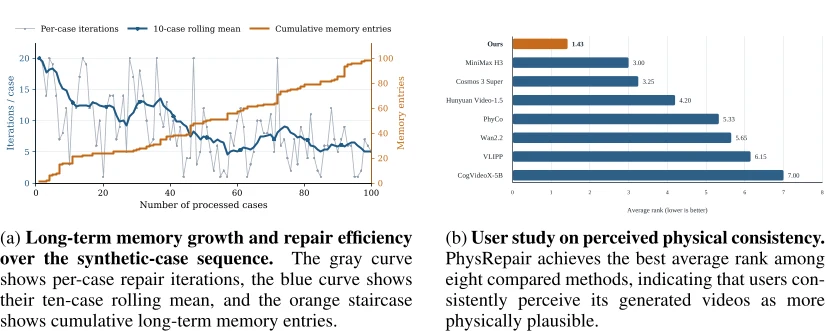 Per-case iterations 10-case rolling mean Cumulative memory entries
Iterations / case
20
15
10
5
0
100
80
60
40
20
0
Memory entries
0 20 40 60 80 100
Number of processed cases
(a) Long-term memory growth and repair efficiency
over the synthetic-case sequence. The gray curve
shows per-case repair iterations, the blue curve shows
their ten-case rolling mean, and the orange staircase
shows cumulative long-term memory entries.
Ours 1.43
MiniMax H3 3.00
Cosmos 3 Super 3.25
Hunyuan Video-1.5 4.20
PhyCo 5.33
Wan2.2 5.65
VLIPP 6.15
CogVideoX-5B 7.00
0 1 2 3 4 5 6 7 8
Average rank (lower is better)
(b) User study on perceived physical consistency.
PhysRepair achieves the best average rank among
eight compared methods, indicating that users con-
sistently perceive its generated videos as more
physically plausible.